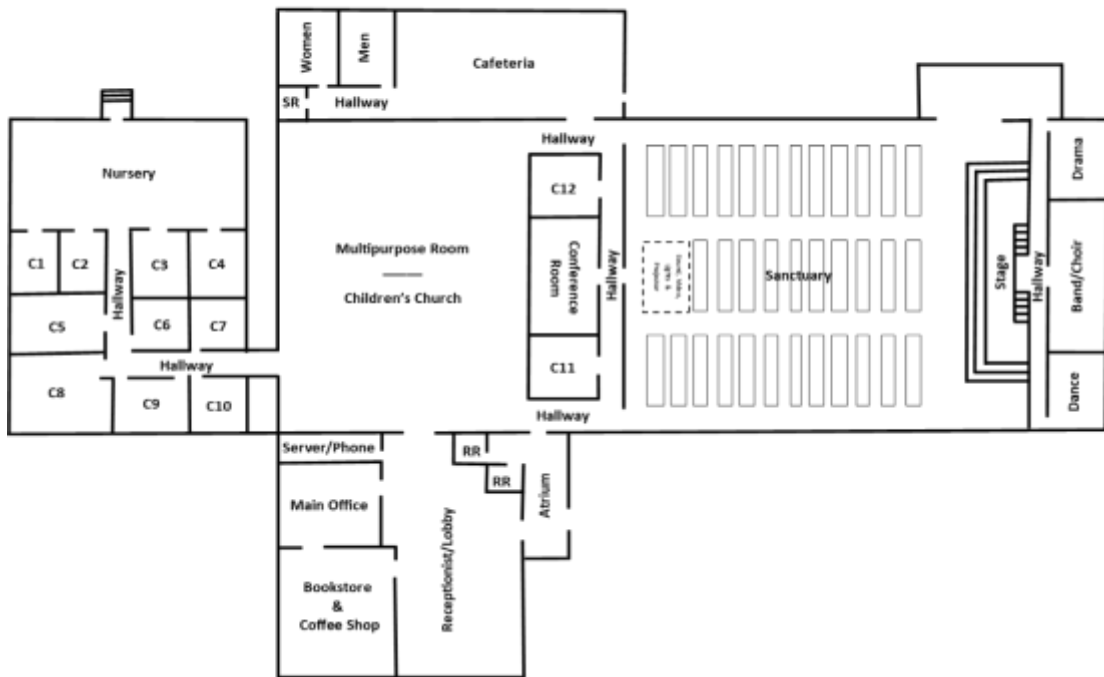 Women
Men
Cafeteria
SR
Hallway
Nursery
Hallway
Drama
C12
C1
C2
C3
C4
Multipurpose Room
Children's Church
Conference
Room
Hallway
Sound, Video,
Sanctuary
Stage
Hallway
Band/Choir
Hallway
C5
C6
C7
Hallway
C8
C9
C10
C11
Dance
Hallway
Server/Phone
RR
RR
Main Office
Atrium
Receptionist/Lobby
Bookstore
&
Coffee Shop